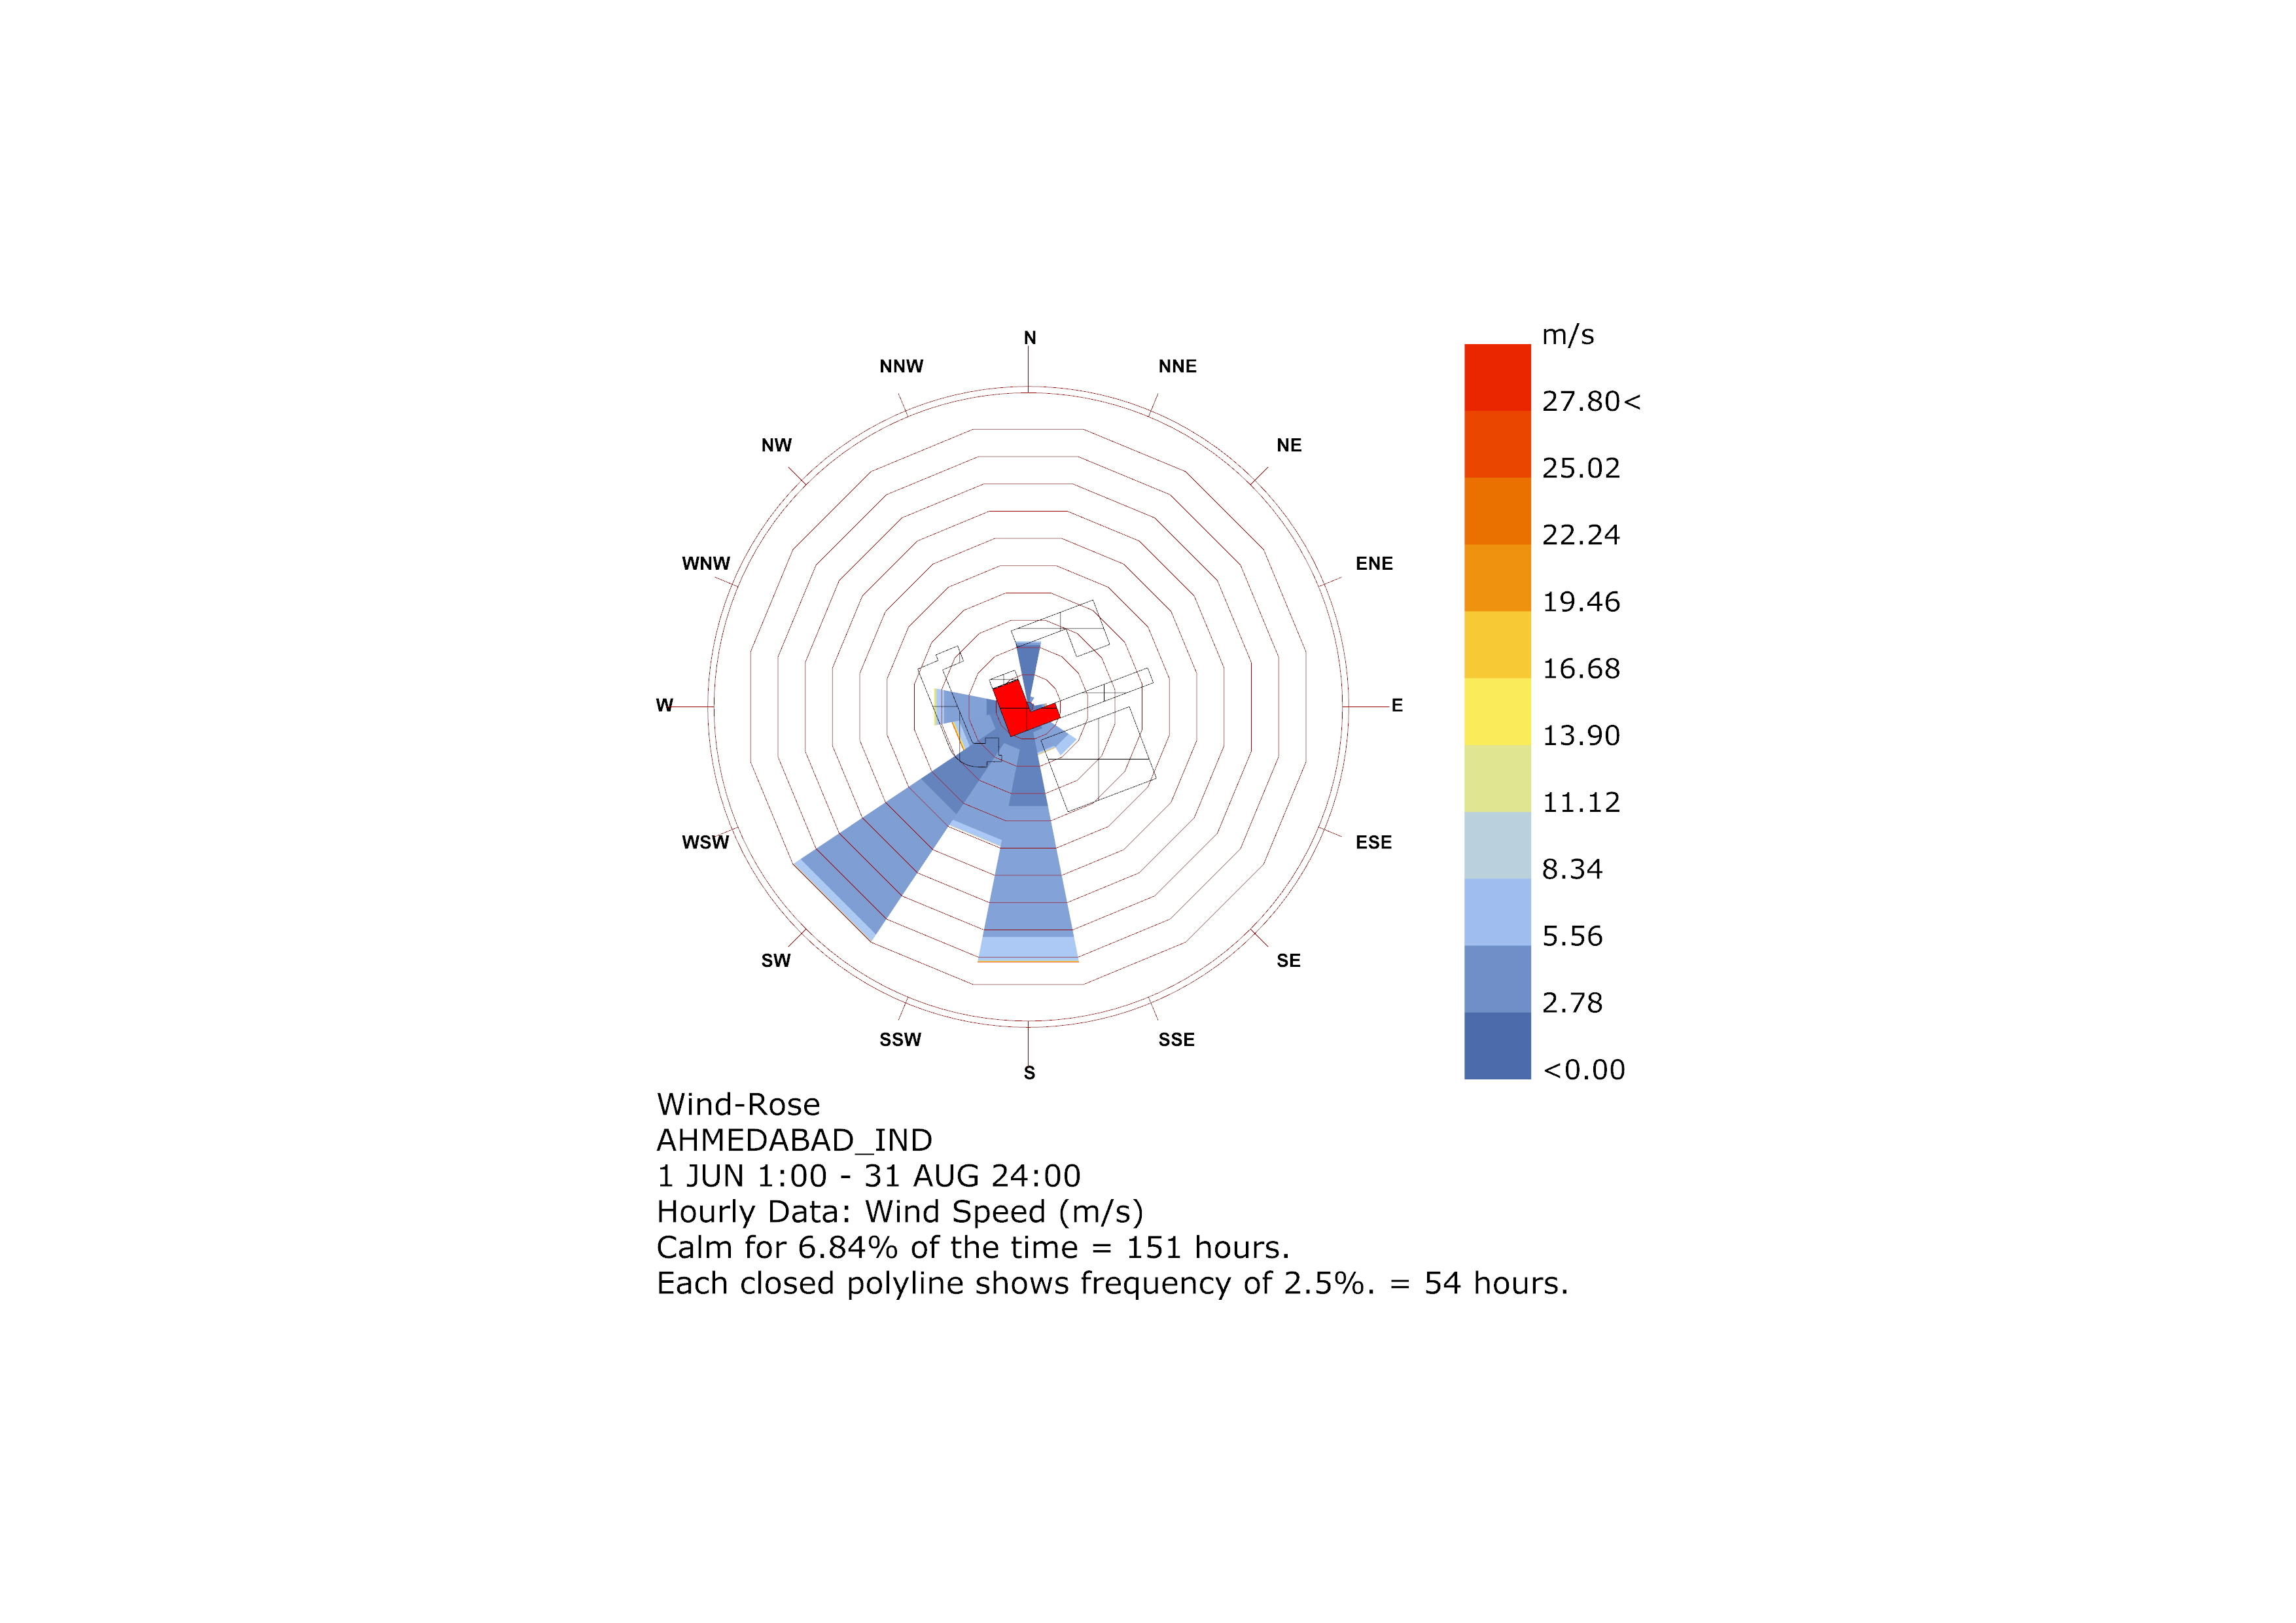 N
NNW
NNE
NW
NE
WNW
ENE
W
E
WSW
ESE
SW
SE
SSW
SSE
S
m/s
27.80<
25.02
22.24
19.46
16.68
13.90
11.12
8.34
5.56
2.78
<0.00
Wind-Rose
AHMEDABAD_IND
1 JUN 1:00 - 31 AUG 24:00
Hourly Data: Wind Speed (m/s)
Calm for 6.84% of the time = 151 hours.
Each closed polyline shows frequency of 2.5%. = 54 hours.